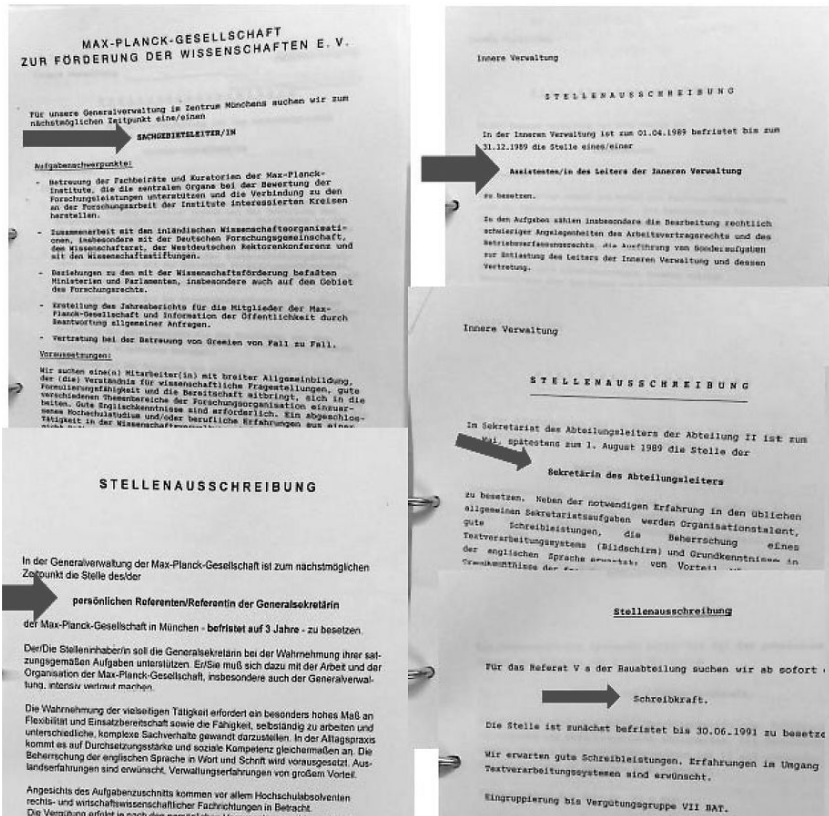 MAX-PLANCK-GESELLSCHAFT
ZUR FÖRDERUNG DER WISSENSCHAFTEN E. V.
Für unsere Generalverwaltung im Zentrum Münchens suchen wir zum
nächstmöglichen Zeitpunkt eine/einen
SACHGEBIETSLEITER/IN
Aufgabenschwerpunkte:
- Betreuung der Fachbeiräte und Kuratorien der Max-Planck-
Institute, die die zentralen Organe bei der Bewertung der
Forschungsleistungen unterstützen und die Verbindung zu den
an der Forschungsarbeit der Institute interessierten Kreisen
herstellen.
- Zusammenarbeit mit den inländischen Wissenschaftsorganisati-
onen, insbesondere mit der Deutschen Forschungsgemeinschaft,
dem Wissenschaftsrat, der Westdeutschen Rektorenkonferenz und
mit den Wissenschaftsstiftungen.
- Beziehungen zu den mit der Wissenschaftsförderung befaßten
Ministerien und Parlamenten, insbesondere auch auf dem Gebiet
des Forschungsrechts.
- Erstellung des Jahresberichts für die Mitglieder der Max-
Planck-Gesellschaft und Information der Öffentlichkeit durch
Beantwortung allgemeiner Anfragen.
- Vertretung bei der Betreuung von Gremien von Fall zu Fall.
Voraussetzungen:
Wir suchen eine(n) Mitarbeiter(in) mit breiter Allgemeinbildung,
der (die) Verständnis für wissenschaftliche Fragestellungen, gute
Formulierungsfähigkeit und die Bereitschaft mitbringt, sich in die
verschiedenen Themenbereiche der Forschungsorganisation einzuar-
beiten. Gute Englischkenntnisse sind erforderlich. Ein abgeschlos-
senes Hochschulstudium und/oder berufliche Erfahrungen aus einer
Tätigkeit in der
Innere Verwaltung
STELLENAUSSCHREIBUNG
In der Inneren Verwaltung ist zum 01.04.1989 befristet bis zum
31.12.1989 die Stelle eines/einer
Assistenten/in des Leiters der Inneren Verwaltung
zu besetzen.
Zu den Aufgaben zählen insbesondere die Bearbeitung rechtlich
schwieriger Angelegenheiten des Arbeitsvertragsrechts und des
Betriebsverfassungsrechts, die Ausführung von Sonderaufgaben
zur Entlastung des Leiters der Inneren Verwaltung und dessen
Vertretung.
Innere Verwaltung
STELLENAUSSCHREIBUNG
Im Sekretariat des Abteilungsleiters der Abteilung II ist zum
Mai, spätestens zum 1. August 1989 die Stelle der
Sekretärin des Abteilungsleiters
zu besetzen. Neben der notwendigen Erfahrung in den üblichen
allgemeinen Sekretariatsaufgaben werden Organisationstalent,
gute Schreibleistungen, die Beherrschung eines
Textverarbeitungssystems (Bildschirm) und Grundkenntnisse in
der englischen Sprache erwartet; von Vorteil
STELLENAUSSCHREIBUNG
In der Generalverwaltung der Max-Planck-Gesellschaft ist zum nächstmöglichen
Zeitpunkt die Stelle des/der
persönlichen Referenten/Referentin der Generalsekretärin
der Max-Planck-Gesellschaft in München - befristet auf 3 Jahre - zu besetzen.
Der/Die Stelleninhaber/in soll die Generalsekretärin bei der Wahrnehmung ihrer sat-
zungsgemäßen Aufgaben unterstützen. Er/Sie muß sich dazu mit der Arbeit und der
Organisation der Max-Planck-Gesellschaft, insbesondere auch der Generalverwal-
tung, intensiv vertraut machen.
Die Wahrnehmung der vielseitigen Tätigkeit erfordert ein besonders hohes Maß an
Flexibilität und Einsatzbereitschaft sowie die Fähigkeit, selbständig zu arbeiten und
unterschiedliche, komplexe Sachverhalte gewandt darzustellen. In der Alltagspraxis
kommt es auf Durchsetzungsstärke und soziale Kompetenz gleichermaßen an. Die
Beherrschung der englischen Sprache in Wort und Schrift wird vorausgesetzt. Aus-
landserfahrungen sind erwünscht, Verwaltungserfahrungen von großem Vorteil.
Angesichts des Aufgabenzuschnitts kommen vor allem Hochschulabsolventen
rechts- und wirtschaftswissenschaftlicher Fachrichtungen in Betracht.
Die Vergütung erfolgt je nach den persönlichen
Stellenausschreibung
Für das Referat V a der Bauabteilung suchen wir ab sofort
Schreibkraft.
Die Stelle ist zunächst befristet bis 30.06.1991 zu besetze
Wir erwarten gute Schreibleistungen. Erfahrungen im Umgang
Textverarbeitungssystemen sind erwünscht.
Eingruppierung bis Vergütungsgruppe VII BAT.